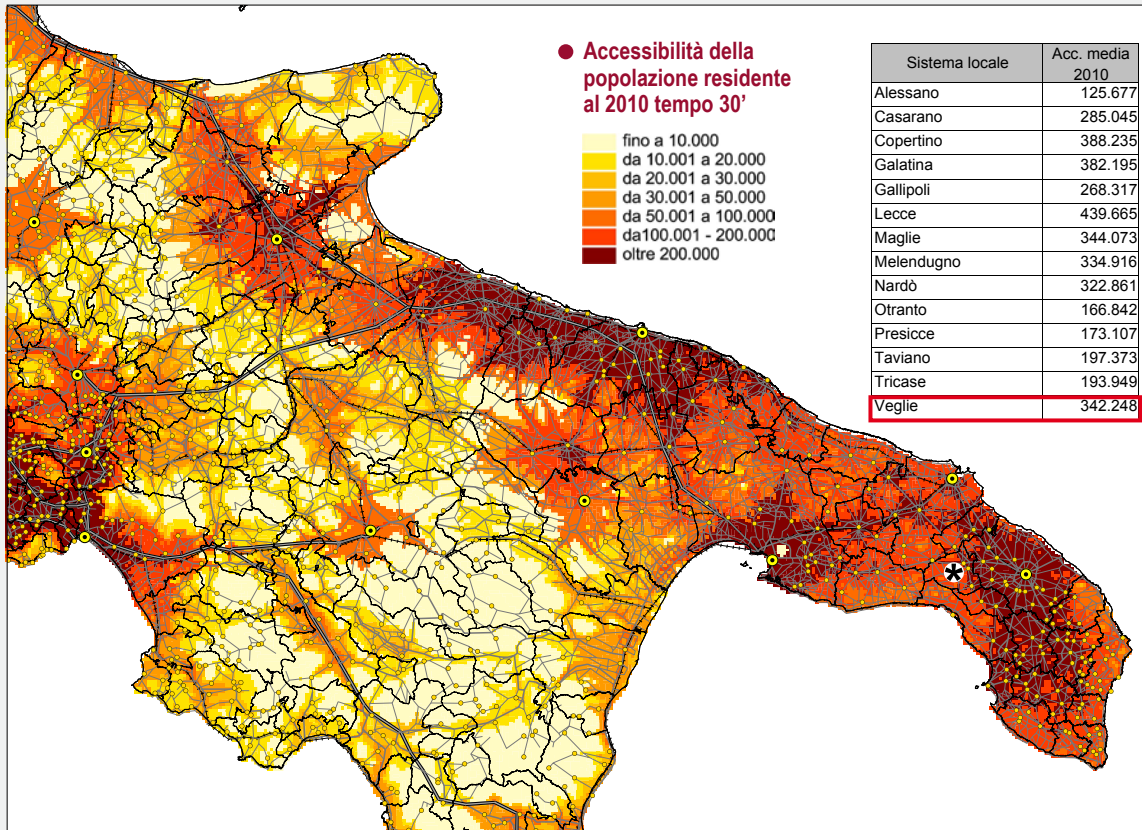 Accessibilità della
popolazione residente
al 2010 tempo 30’
fino a 10.000
da 10.001 a 20.000
da 20.001 a 30.000
da 30.001 a 50.000
da 50.001 a 100.000
da100.001 - 200.000
oltre 200.000
Sistema locale Acc. media 2010
Alessano 125.677
Casarano 285.045
Copertino 388.235
Galatina 382.195
Gallipoli 268.317
Lecce 439.665
Maglie 344.073
Melendugno 334.916
Nardò 322.861
Otranto 166.842
Presicce 173.107
Taviano 197.373
Tricase 193.949
Veglie 342.248
*